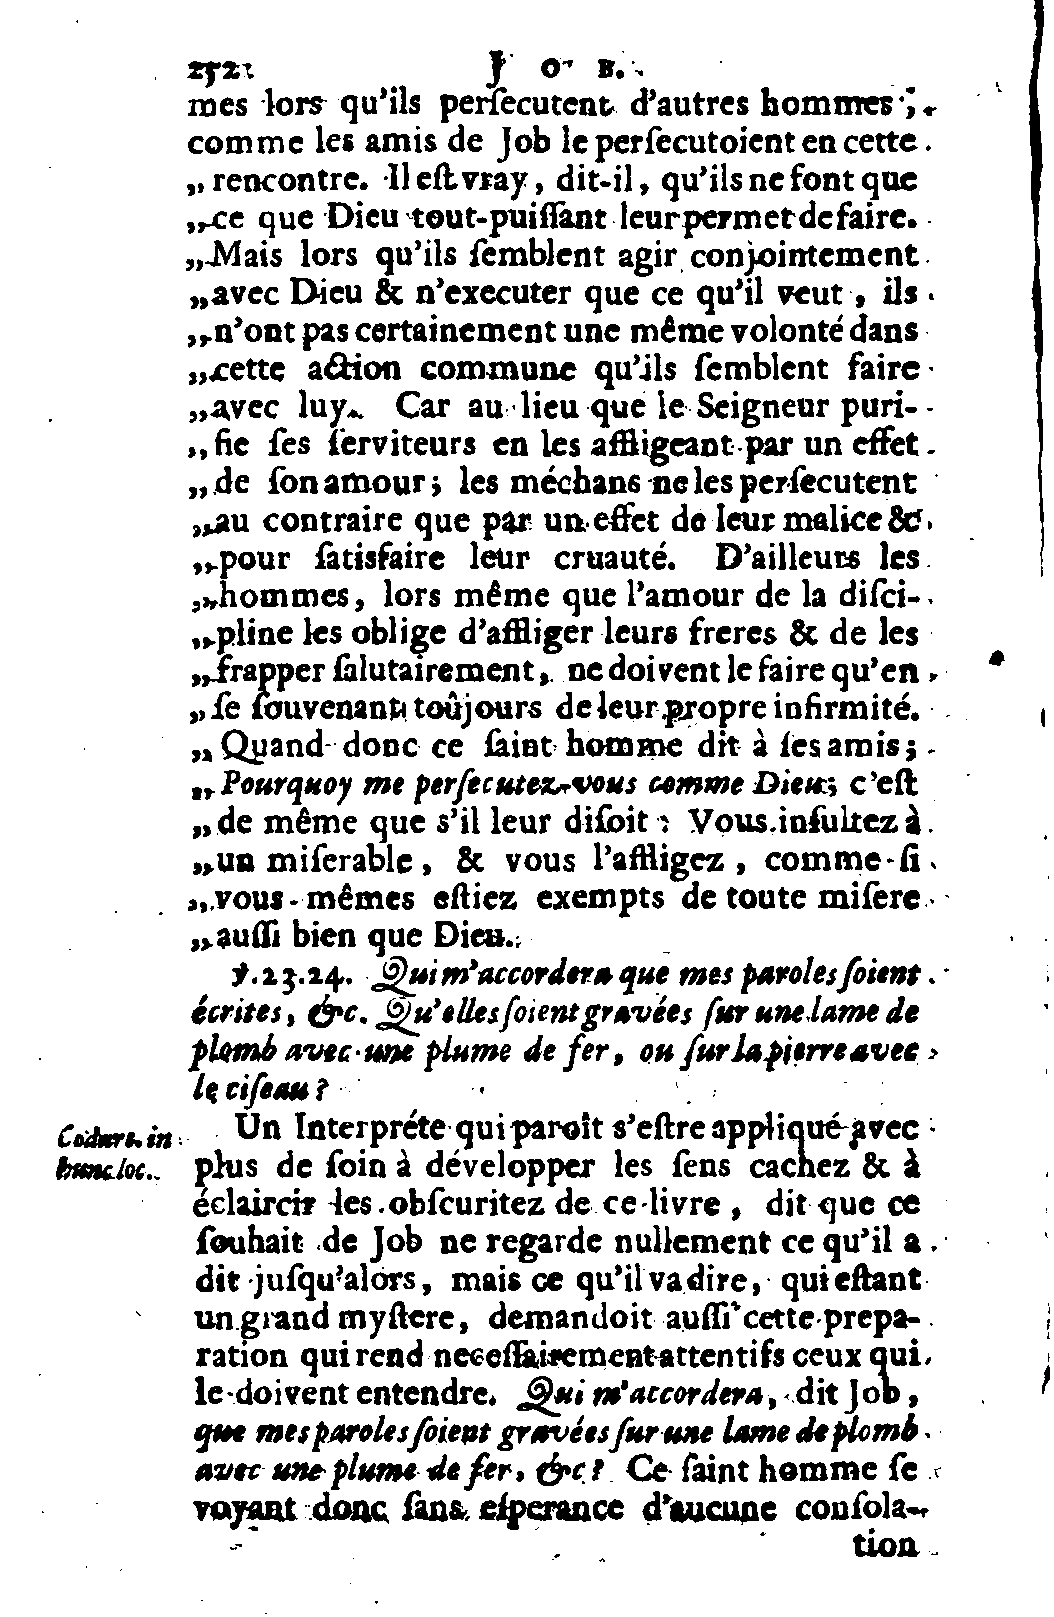 252 J O B.
mes lors qu'ils perſecutent d'autres hommes ;
comme les amis de Job le perſecutoient en cette
„ rencontre. Il eſt vray, dit-il, qu'ils ne font que
„ ce que Dieu tout-puiſſant leur permet de faire.
„ Mais lors qu'ils ſemblent agir conjointement
„ avec Dieu & n'executer que ce qu'il veut, ils
„ n'ont pas certainement une même volonté dans
„ cette action commune qu'ils ſemblent faire
„ avec luy. Car au lieu que le Seigneur puri-
„ fie ſes ſerviteurs en les affligeant par un effet
„ de ſon amour; les méchans ne les perſecutent
„ au contraire que par un effet de leur malice &
„ pour ſatisfaire leur cruauté. D'ailleurs les
„ hommes, lors même que l'amour de la diſci-
„ pline les oblige d'affliger leurs freres & de les
„ frapper ſalutairement, ne doivent le faire qu'en
„ ſe ſouvenant toûjours de leur propre infirmité.
„ Quand donc ce ſaint homme dit à ſes amis;
„ Pourquoy me perſecutez-vous comme Dieu; c'eſt
„ de même que s'il leur diſoit : Vous inſultez à
„ un miſerable, & vous l'affligez, comme ſi
„ vous-mêmes eſtiez exempts de toute miſere
„ auſſi bien que Dieu.
℣. 23. 24. Qui m'accordera que mes paroles ſoient
écrites, &c. Qu'elles ſoient gravées ſur une lame de
plomb avec une plume de fer, ou ſur la pierre avec
le ciſeau ?
Codurc. in
hunc loc.
Un Interpréte qui paroît s'eſtre appliqué avec
plus de ſoin à développer les ſens cachez & à
éclaircir les obſcuritez de ce livre, dit que ce
ſouhait de Job ne regarde nullement ce qu'il a
dit juſqu'alors, mais ce qu'il va dire, qui eſtant
un grand myſtere, demandoit auſſi cette prepa-
ration qui rend neceſſairement attentifs ceux qui
le doivent entendre. Qui m'accordera, dit Job,
que mes paroles ſoient gravées ſur une lame de plomb
avec une plume de fer, &c? Ce ſaint homme ſe
voyant donc ſans eſperance d'aucune conſola-
tion